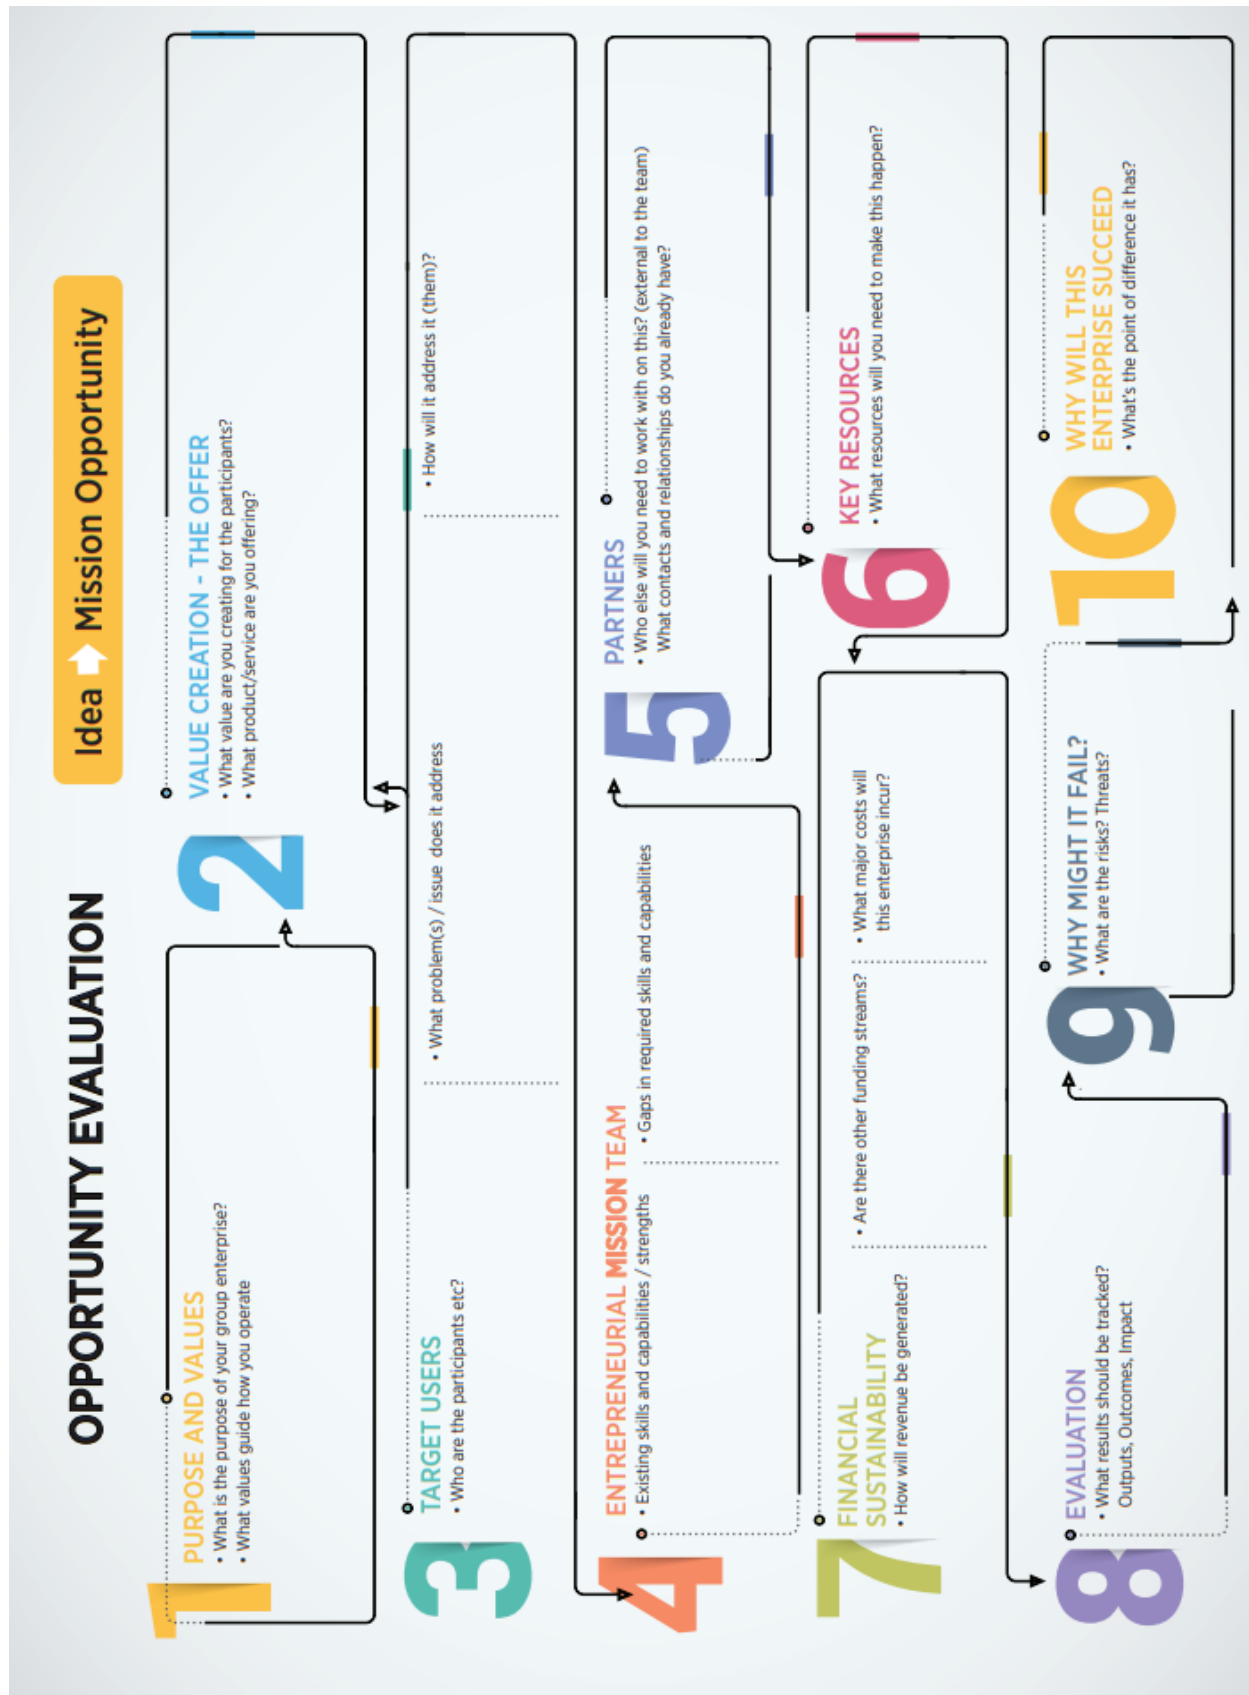 OPPORTUNITY EVALUATION
Idea Mission Opportunity
1
PURPOSE AND VALUES
• What is the purpose of your group enterprise?
• What values guide how you operate
2
VALUE CREATION - THE OFFER
• What value are you creating for the participants?
• What product/service are you offering?
3
TARGET USERS
• Who are the participants etc?
• What problem(s) / issue does it address
• How will it address it (them)?
4
ENTREPRENEURIAL MISSION TEAM
• Existing skills and capabilities / strengths
• Gaps in required skills and capabilities
5
PARTNERS
• Who else will you need to work with on this? (external to the team)
What contacts and relationships do you already have?
6
KEY RESOURCES
• What resources will you need to make this happen?
7
FINANCIAL
SUSTAINABILITY
• How will revenue be generated?
• Are there other funding streams?
• What major costs will
this enterprise incur?
8
EVALUATION
• What results should be tracked?
Outputs, Outcomes, Impact
9
WHY MIGHT IT FAIL?
• What are the risks? Threats?
10
WHY WILL THIS
ENTERPRISE SUCCEED
• What's the point of difference it has?